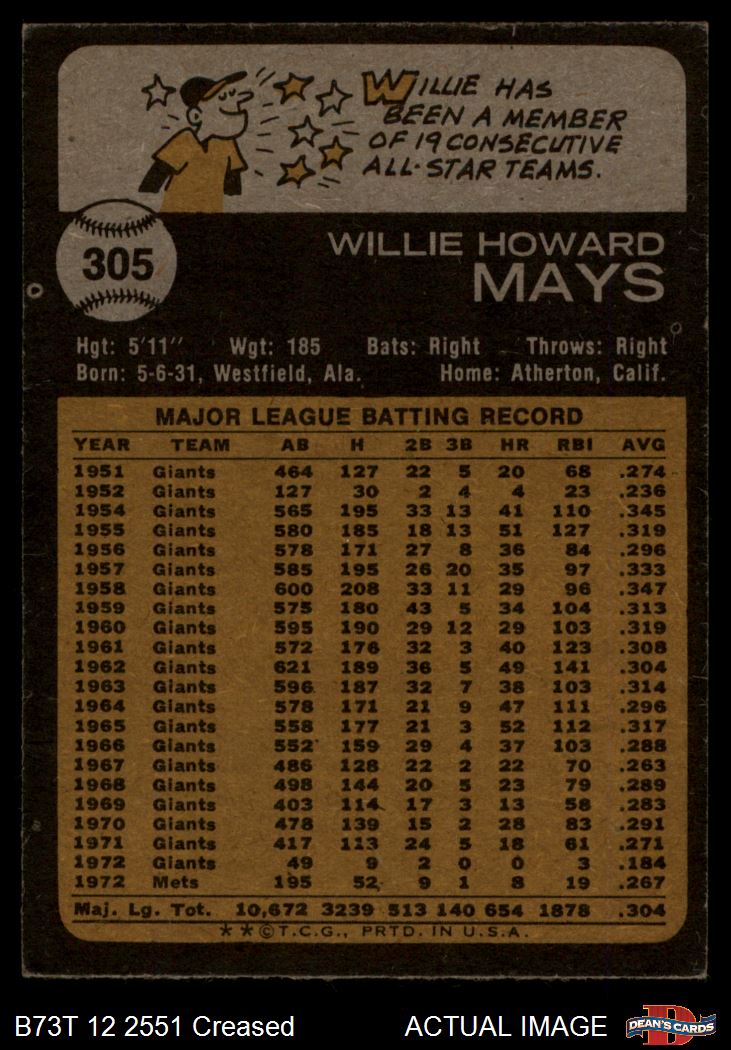 WILLIE HAS
BEEN A MEMBER
OF 19 CONSECUTIVE
ALL-STAR TEAMS.
305
WILLIE HOWARD
MAYS
Hgt: 5'11" Wgt: 185 Bats: Right Throws: Right
Born: 5-6-31, Westfield, Ala. Home: Atherton, Calif.
MAJOR LEAGUE BATTING RECORD
YEAR TEAM AB H 2B 3B HR RBI AVG
1951 Giants 464 127 22 5 20 68 .274
1952 Giants 127 30 2 4 4 23 .236
1954 Giants 565 195 33 13 41 110 .345
1955 Giants 580 185 18 13 51 127 .319
1956 Giants 578 171 27 8 36 84 .296
1957 Giants 585 195 26 20 35 97 .333
1958 Giants 600 208 33 11 29 96 .347
1959 Giants 575 180 43 5 34 104 .313
1960 Giants 595 190 29 12 29 103 .319
1961 Giants 572 176 32 3 40 123 .308
1962 Giants 621 189 36 5 49 141 .304
1963 Giants 596 187 32 7 38 103 .314
1964 Giants 578 171 21 9 47 111 .296
1965 Giants 558 177 21 3 52 112 .317
1966 Giants 552 159 29 4 37 103 .288
1967 Giants 486 128 22 2 22 70 .263
1968 Giants 498 144 20 5 23 79 .289
1969 Giants 403 114 17 3 13 58 .283
1970 Giants 478 139 15 2 28 83 .291
1971 Giants 417 113 24 5 18 61 .271
1972 Giants 49 9 2 0 0 3 .184
1972 Mets 195 52 9 1 8 19 .267
Maj. Lg. Tot. 10,672 3239 513 140 654 1878 .304
**©T.C.G., PRTD. IN U.S.A.
B73T 12 2551 Creased ACTUAL IMAGE
DEAN'S CARDS